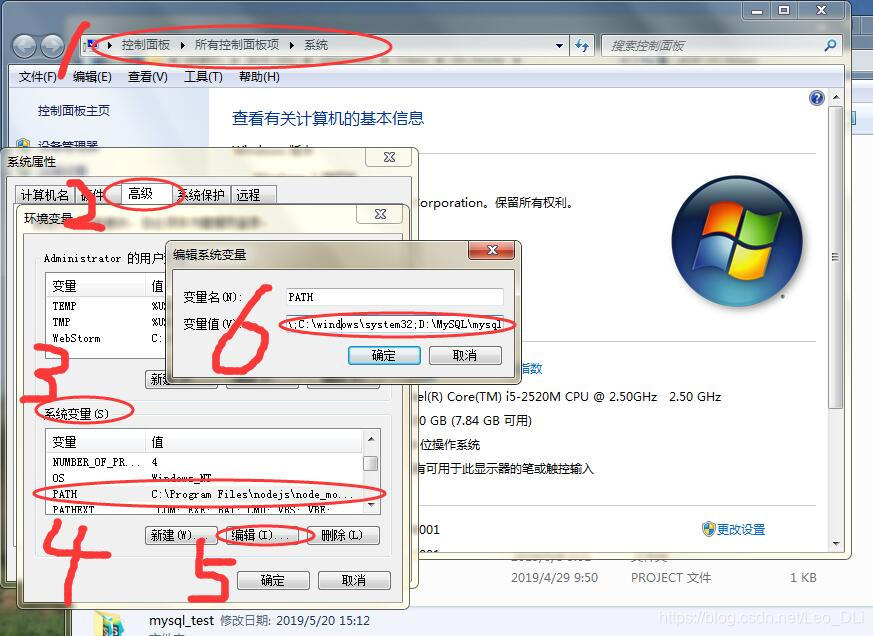 1
控制面板 ▸ 所有控制面板项 ▸ 系统
搜索控制面板
文件(F) 编辑(E) 查看(V) 工具(T) 帮助(H)
控制面板主页
查看有关计算机的基本信息
设备管理器
系统属性
计算机名 硬件 高级 系统保护 远程
2
orporation。保留所有权利。
环境变量
Administrator 的用户
变量 值
TEMP %U
TMP %U
WebStorm C:
编辑系统变量
变量名(N): PATH
变量值(V) \;C:\windows\system32;D:\MySQL\mysql
6
确定 取消
3
指数
el(R) Core(TM) i5-2520M CPU @ 2.50GHz 2.50 GHz
0 GB (7.84 GB 可用)
位操作系统
有可用于此显示器的笔或触控输入
系统变量(S)
变量 值
NUMBER_OF_PR... 4
OS Windows_NT
PATH C:\Program Files\nodejs\node_mo...
PATHEXT .COM;.EXE;.BAT;.CMD;.VBS;.VBE;
4
新建(W)... 编辑(I)... 删除(L)
5
001
更改设置
确定 取消
2019/4/29 9:50 PROJECT 文件 1 KB
mysql_test 修改日期: 2019/5/20 15:12
https://blog.csdn.net/Leo_DLi